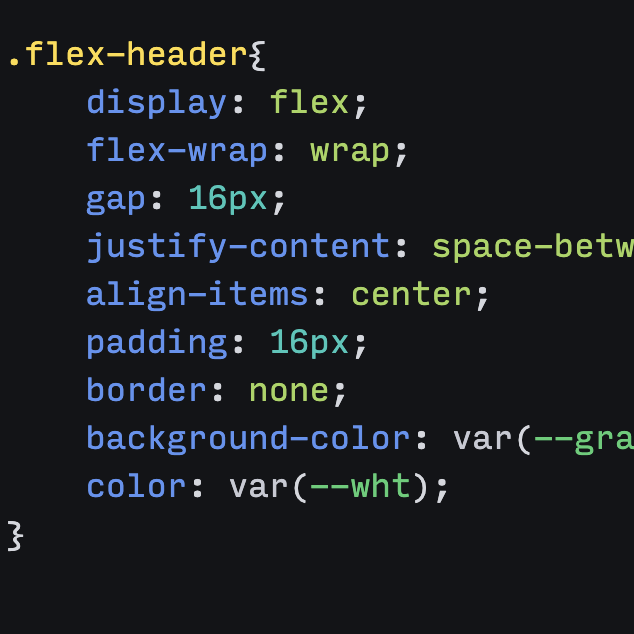 .flex-header{
    display: flex;
    flex-wrap: wrap;
    gap: 16px;
    justify-content: space-betw
    align-items: center;
    padding: 16px;
    border: none;
    background-color: var(--gra
    color: var(--wht);
}